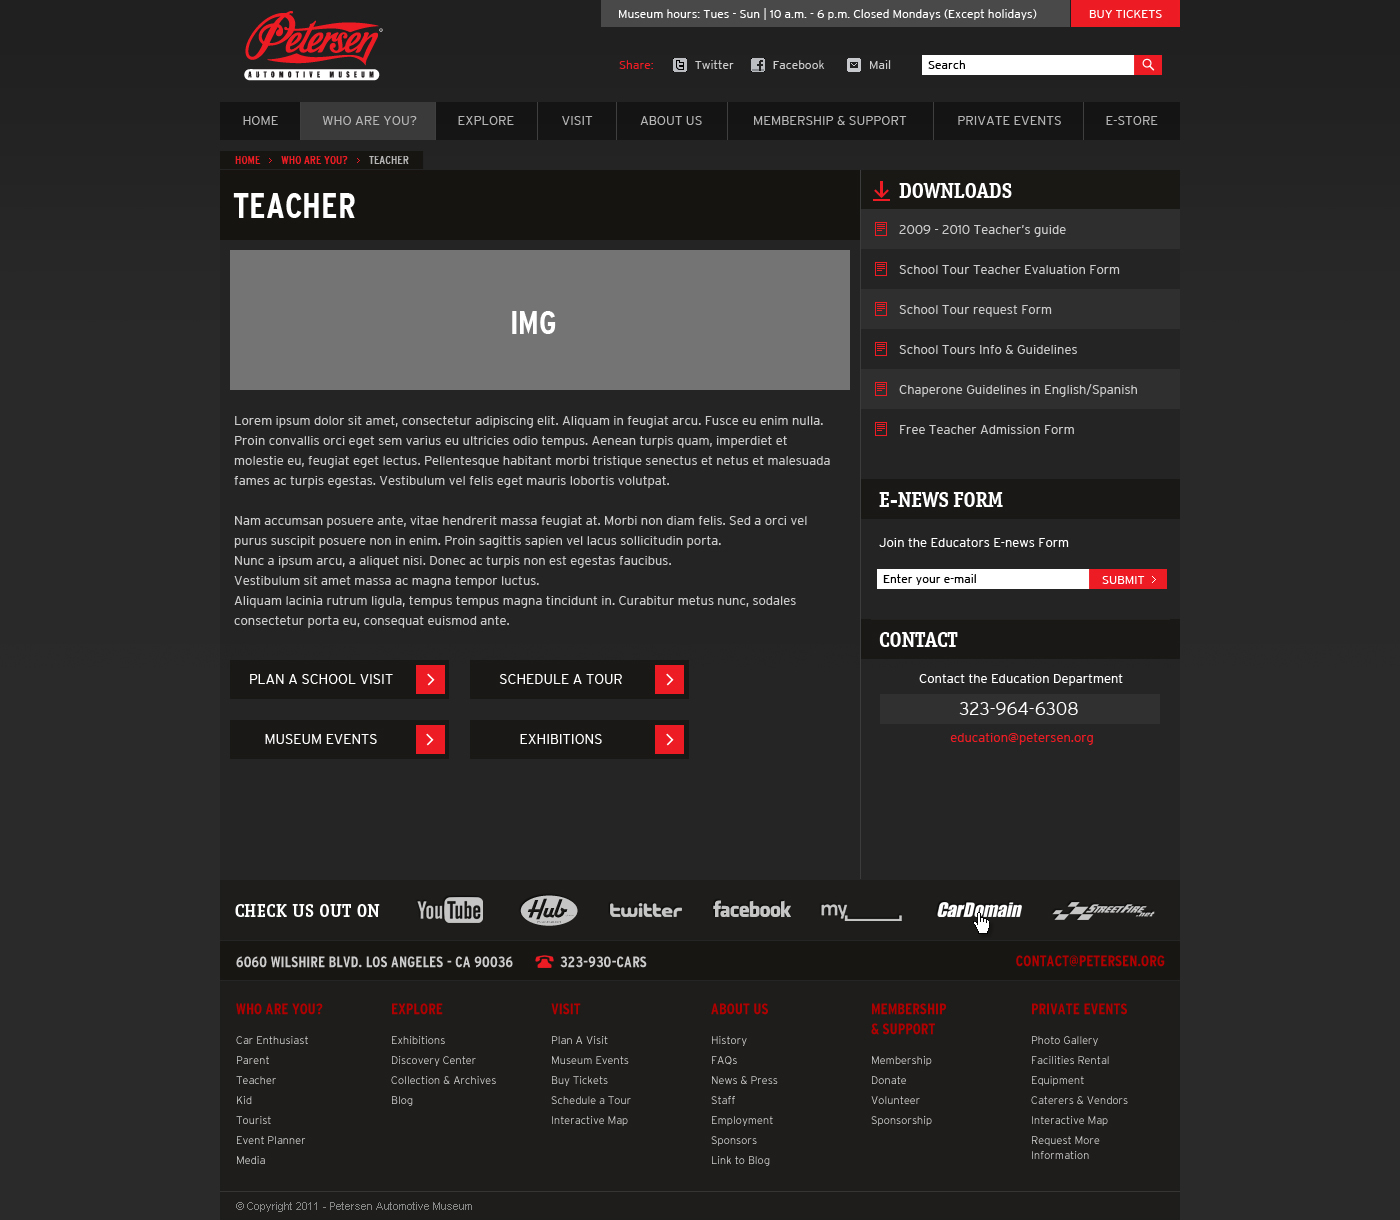 Petersen
AUTOMOTIVE MUSEUM
Museum hours: Tues - Sun | 10 a.m. - 6 p.m. Closed Mondays (Except holidays)
BUY TICKETS
Share:
Twitter
Facebook
Mail
Search
HOME
WHO ARE YOU?
EXPLORE
VISIT
ABOUT US
MEMBERSHIP & SUPPORT
PRIVATE EVENTS
E-STORE
HOME > WHO ARE YOU? > TEACHER
TEACHER
IMG
Lorem ipsum dolor sit amet, consectetur adipiscing elit. Aliquam in feugiat arcu. Fusce eu enim nulla.
Proin convallis orci eget sem varius eu ultricies odio tempus. Aenean turpis quam, imperdiet et
molestie eu, feugiat eget lectus. Pellentesque habitant morbi tristique senectus et netus et malesuada
fames ac turpis egestas. Vestibulum vel felis eget mauris lobortis volutpat.
Nam accumsan posuere ante, vitae hendrerit massa feugiat at. Morbi non diam felis. Sed a orci vel
purus suscipit posuere non in enim. Proin sagittis sapien vel lacus sollicitudin porta.
Nunc a ipsum arcu, a aliquet nisi. Donec ac turpis non est egestas faucibus.
Vestibulum sit amet massa ac magna tempor luctus.
Aliquam lacinia rutrum ligula, tempus tempus magna tincidunt in. Curabitur metus nunc, sodales
consectetur porta eu, consequat euismod ante.
PLAN A SCHOOL VISIT
SCHEDULE A TOUR
MUSEUM EVENTS
EXHIBITIONS
DOWNLOADS
2009 - 2010 Teacher's guide
School Tour Teacher Evaluation Form
School Tour request Form
School Tours Info & Guidelines
Chaperone Guidelines in English/Spanish
Free Teacher Admission Form
E-NEWS FORM
Join the Educators E-news Form
Enter your e-mail
SUBMIT >
CONTACT
Contact the Education Department
323-964-6308
education@petersen.org
CHECK US OUT ON
YouTube
Hub
twitter
facebook
my
CarDomain
STREETFIRE.net
6060 WILSHIRE BLVD. LOS ANGELES - CA 90036
323-930-CARS
CONTACT@PETERSEN.ORG
WHO ARE YOU?
Car Enthusiast
Parent
Teacher
Kid
Tourist
Event Planner
Media
EXPLORE
Exhibitions
Discovery Center
Collection & Archives
Blog
VISIT
Plan A Visit
Museum Events
Buy Tickets
Schedule a Tour
Interactive Map
ABOUT US
History
FAQs
News & Press
Staff
Employment
Sponsors
Link to Blog
MEMBERSHIP
& SUPPORT
Membership
Donate
Volunteer
Sponsorship
PRIVATE EVENTS
Photo Gallery
Facilities Rental
Equipment
Caterers & Vendors
Interactive Map
Request More
Information
© Copyright 2011 - Petersen Automotive Museum